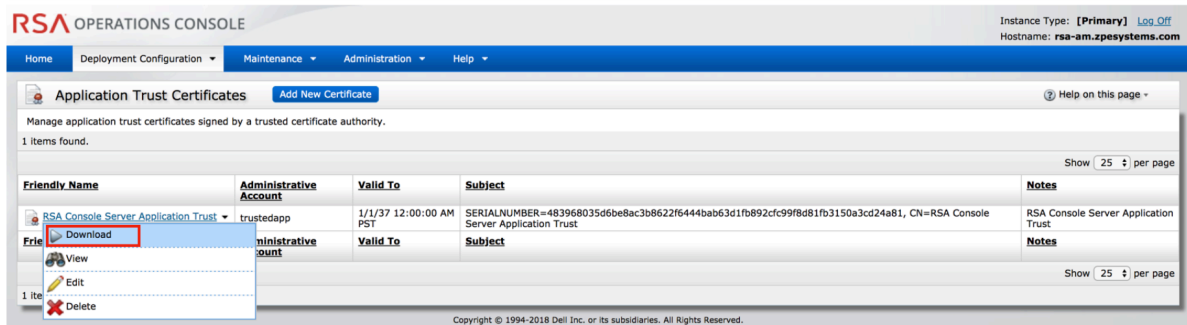 RSA OPERATIONS CONSOLE
Instance Type: [Primary] Log Off
Hostname: rsa-am.zpesystems.com
Home Deployment Configuration Maintenance Administration Help
Application Trust Certificates Add New Certificate Help on this page
Manage application trust certificates signed by a trusted certificate authority.
1 items found.
Show 25 per page
Friendly Name Administrative Account Valid To Subject Notes
RSA Console Server Application Trust trustedapp 1/1/37 12:00:00 AM PST SERIALNUMBER=483968035d6be8ac3b8622f6444bab63d1fb892cfc99f8d81fb3150a3cd24a81, CN=RSA Console Server Application Trust RSA Console Server Application Trust
Frie ministrative count Valid To Subject Notes
Download
View
Edit
Delete
Show 25 per page
1 ite
Copyright © 1994-2018 Dell Inc. or its subsidiaries. All Rights Reserved.